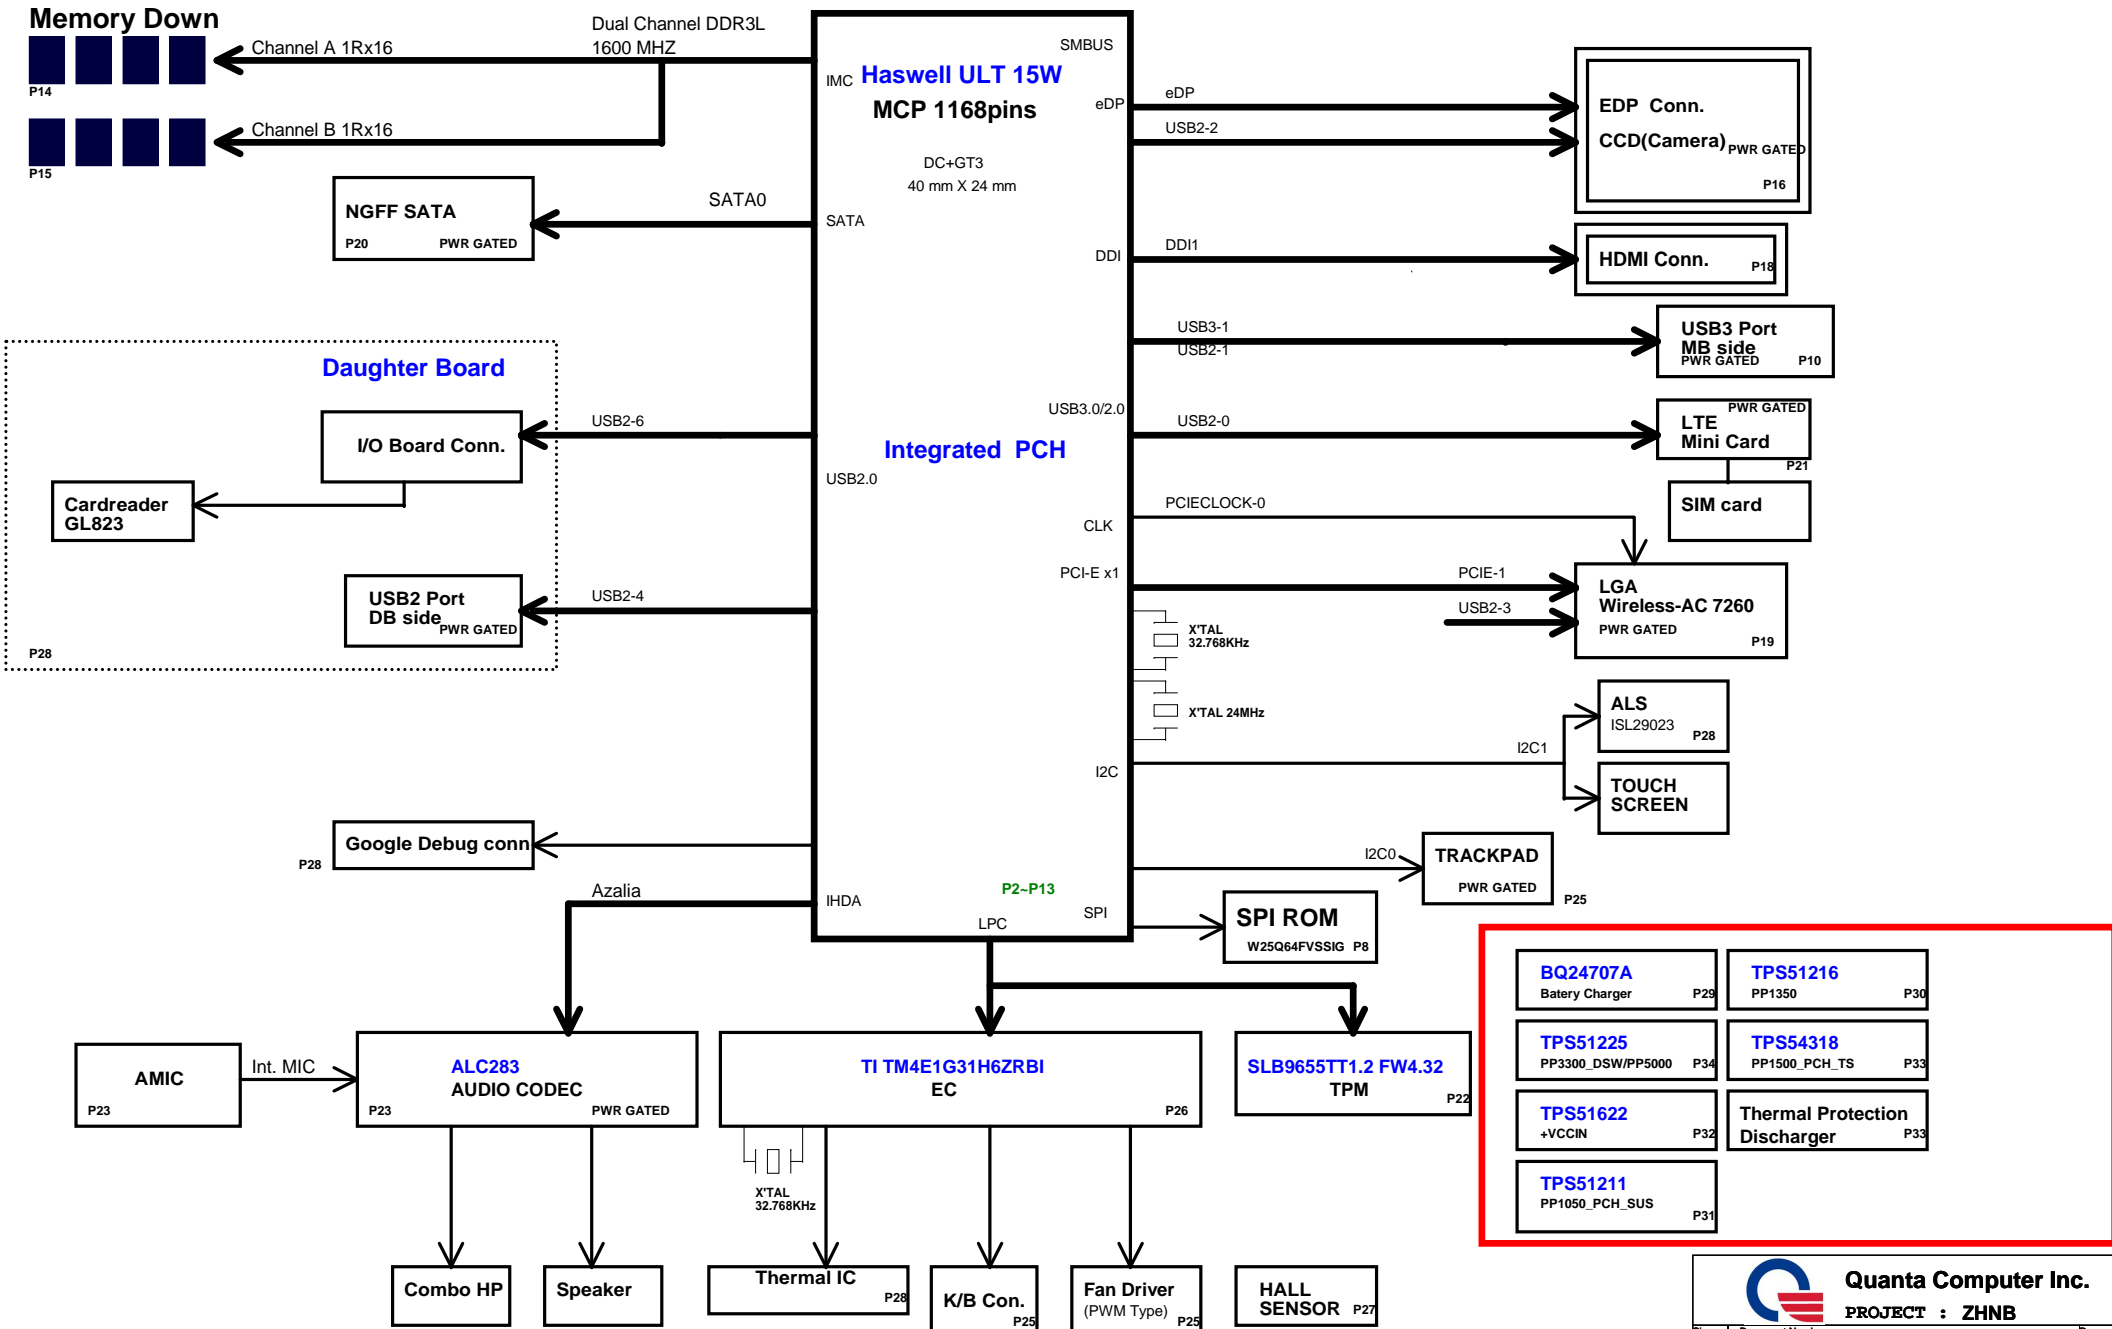 Memory Down
P14
Channel A 1Rx16
Dual Channel DDR3L
1600 MHZ
Channel B 1Rx16
P15
NGFF SATA
P20 PWR GATED
SATA0
IMC
Haswell ULT 15W
MCP 1168pins
DC+GT3
40 mm X 24 mm
SATA
SMBUS
eDP
DDI
USB3.0/2.0
Integrated PCH
USB2.0
CLK
PCI-E x1
I2C
IHDA
P2~P13
SPI
LPC
eDP
USB2-2
EDP Conn.
CCD(Camera) PWR GATED
P16
DDI1
HDMI Conn. P18
USB3-1
USB2-1
USB3 Port
MB side
PWR GATED P10
USB2-0
PWR GATED
LTE
Mini Card
P21
SIM card
PCIECLOCK-0
PCIE-1
USB2-3
LGA
Wireless-AC 7260
PWR GATED
P19
X'TAL
32.768KHz
X'TAL 24MHz
I2C1
ALS
ISL29023 P28
TOUCH
SCREEN
I2C0
TRACKPAD
PWR GATED
P25
SPI ROM
W25Q64FVSSIG P8
Daughter Board
I/O Board Conn.
USB2-6
Cardreader
GL823
USB2 Port
DB side
PWR GATED
USB2-4
P28
Google Debug conn
P28
Azalia
AMIC
P23
Int. MIC
ALC283
AUDIO CODEC
P23 PWR GATED
TI TM4E1G31H6ZRBI
EC
P26
SLB9655TT1.2 FW4.32
TPM
P22
X'TAL
32.768KHz
Combo HP
Speaker
Thermal IC
P28
K/B Con.
P25
Fan Driver
(PWM Type)
P25
HALL
SENSOR P27
BQ24707A
Batery Charger P29
TPS51216
PP1350 P30
TPS51225
PP3300_DSW/PP5000 P34
TPS54318
PP1500_PCH_TS P33
TPS51622
+VCCIN P32
Thermal Protection
Discharger P33
TPS51211
PP1050_PCH_SUS
P31
Quanta Computer Inc.
PROJECT : ZHNB